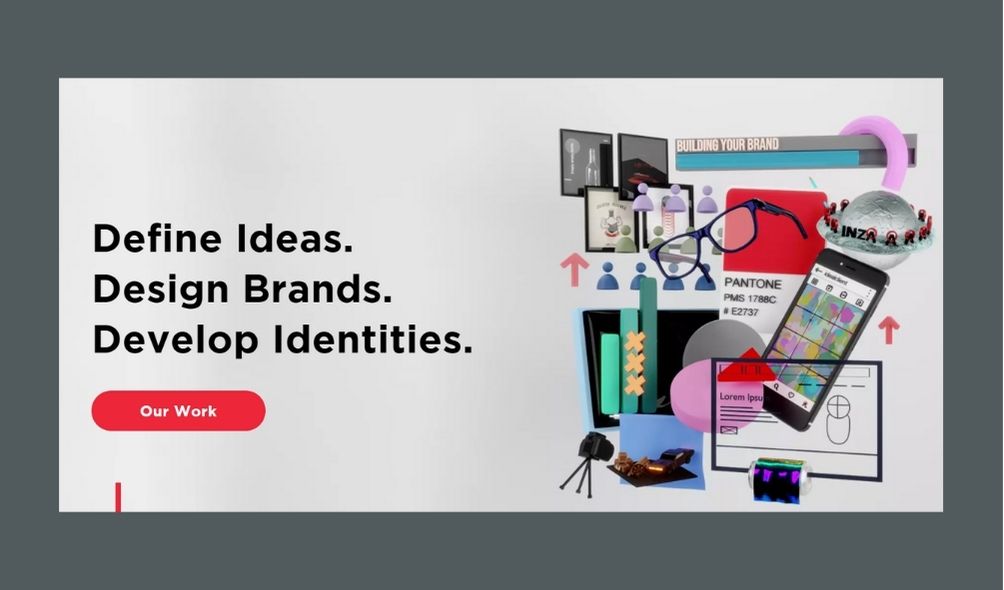 Define Ideas.
Design Brands.
Develop Identities.
Our Work
BUILDING YOUR BRAND
INZA
PANTONE
PMS 1788C
# E2737
Lorem Ipsu